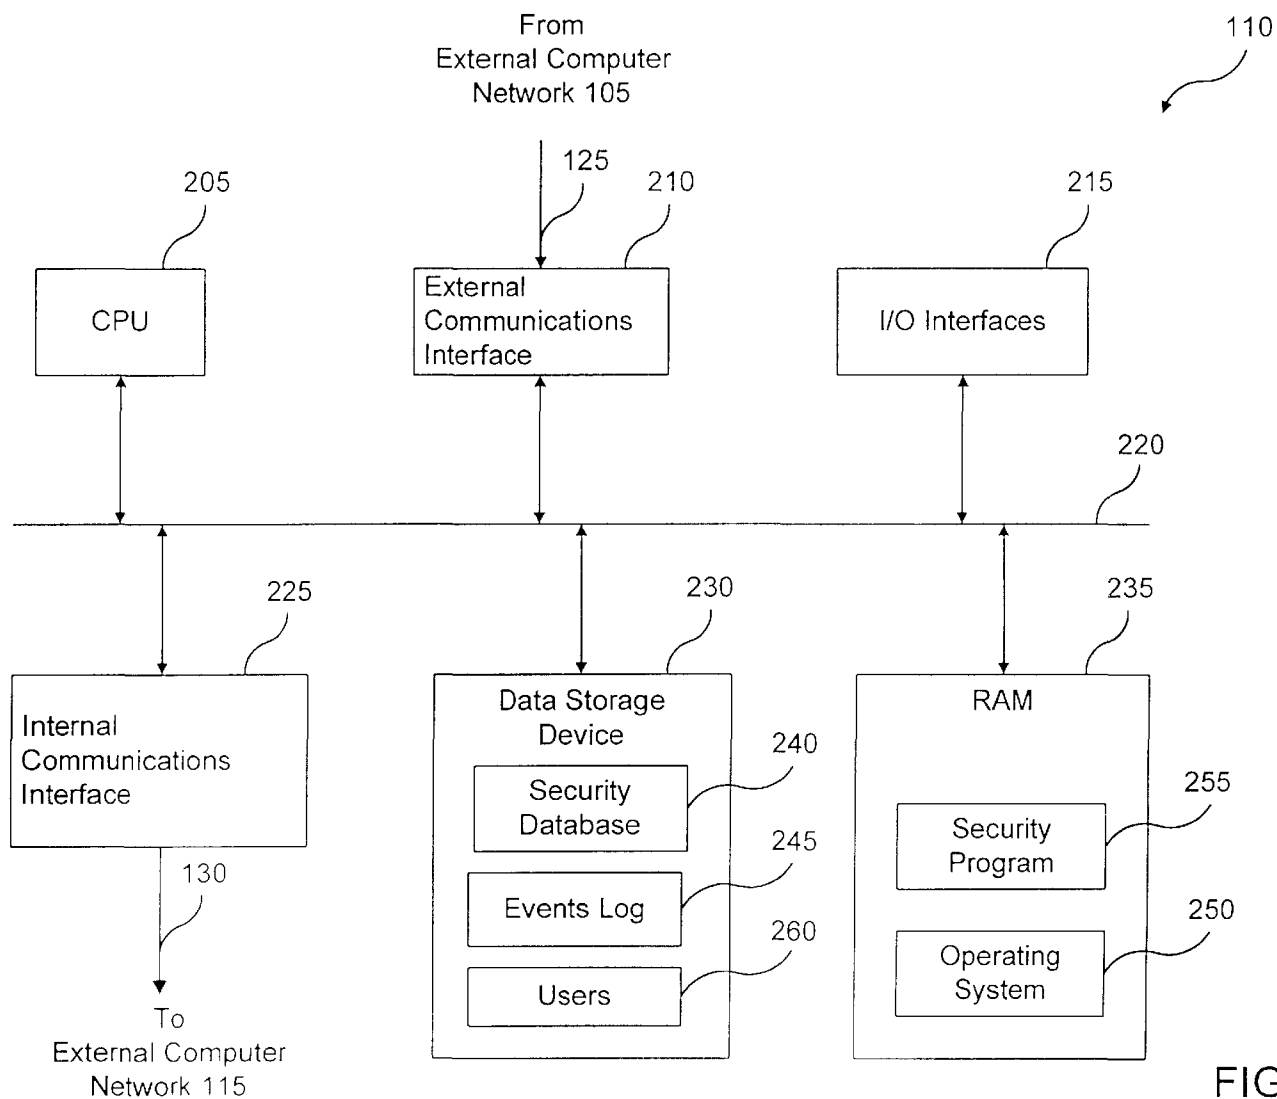 From
External Computer
Network 105
110
125
205
210
215
CPU
External
Communications
Interface
I/O Interfaces
220
225
230
235
Internal
Communications
Interface
Data Storage
Device
RAM
240
Security
Database
255
Security
Program
245
Events Log
130
250
Operating
System
260
Users
To
External Computer
Network 115
FIG